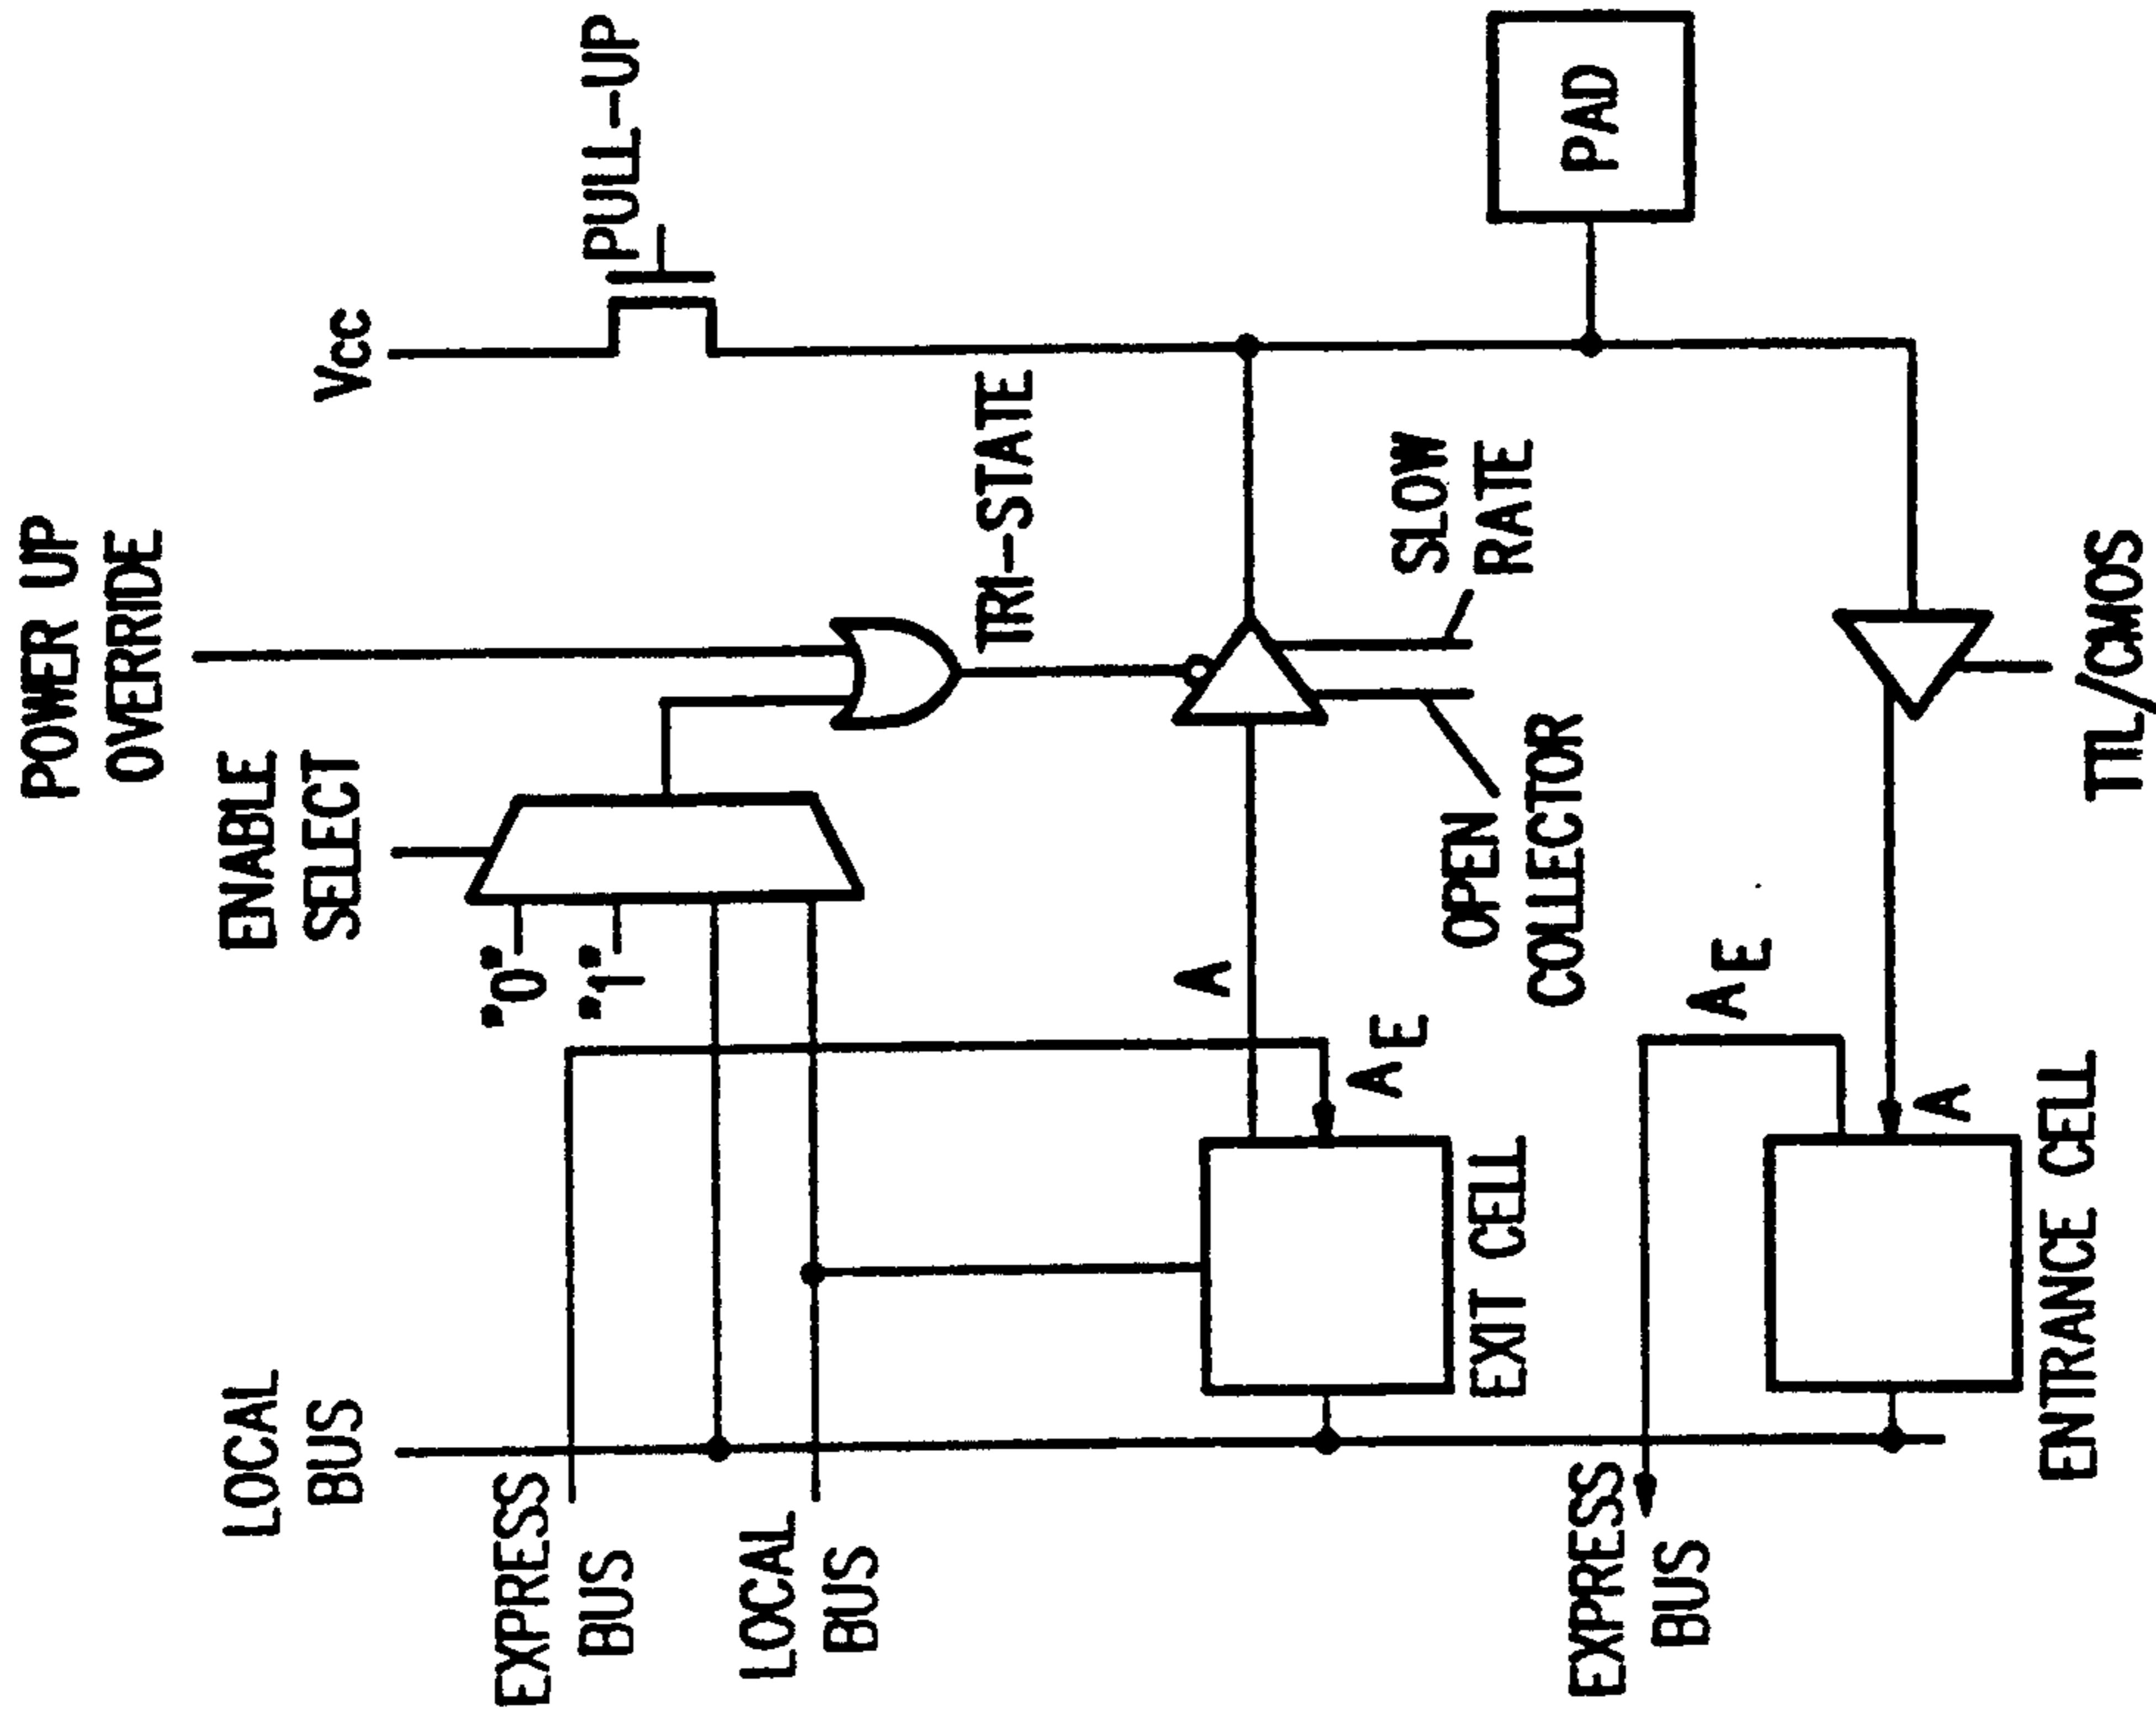 POWER UP
OVERRIDE
ENABLE
SELECT
Vcc
PULL-UP
LOCAL
BUS
EXPRESS
BUS
"0"
"1"
LOCAL
BUS
TRI-STATE
A
A E
EXIT CELL
OPEN
COLLECTOR
SLOW
RATE
PAD
EXPRESS
BUS
A E
A
ENTRANCE CELL
TTL/CMOS